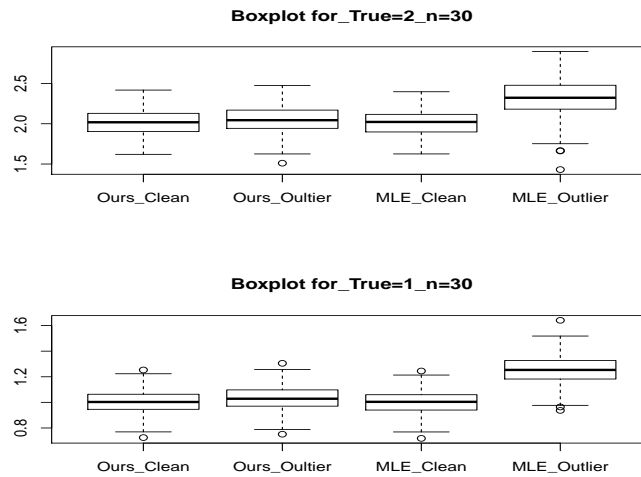 Boxplot for_True=2_n=30
2.5
2.0
1.5
Ours_Clean Ours_Oultier MLE_Clean MLE_Outlier
Boxplot for_True=1_n=30
1.6
1.2
0.8
Ours_Clean Ours_Oultier MLE_Clean MLE_Outlier